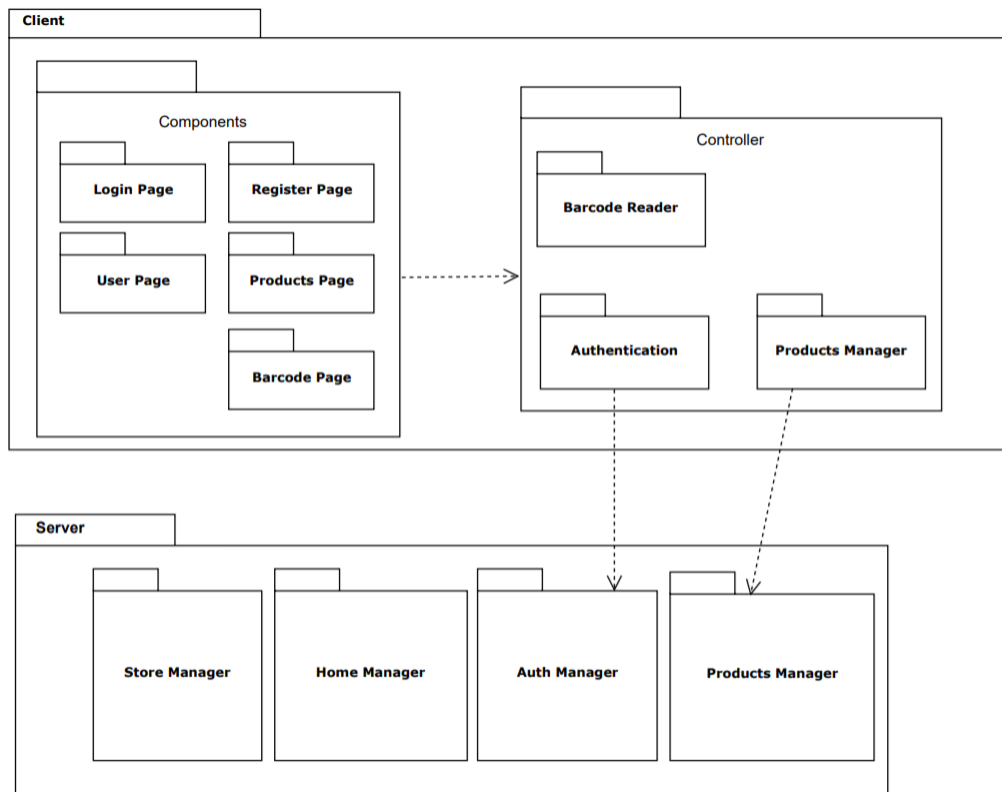 Client
Components
Login Page
Register Page
User Page
Products Page
Barcode Page
Controller
Barcode Reader
Authentication
Products Manager
Server
Store Manager
Home Manager
Auth Manager
Products Manager